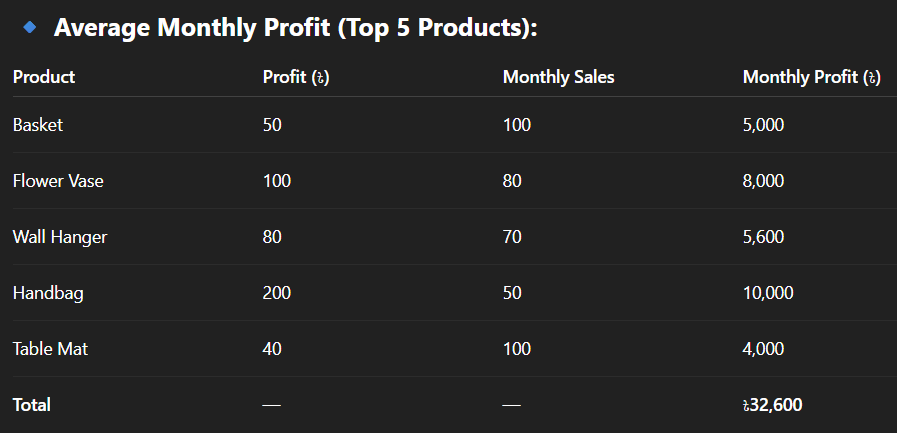 🔹 Average Monthly Profit (Top 5 Products):
Product Profit (৳) Monthly Sales Monthly Profit (৳)
Basket 50 100 5,000
Flower Vase 100 80 8,000
Wall Hanger 80 70 5,600
Handbag 200 50 10,000
Table Mat 40 100 4,000
Total — — ৳32,600